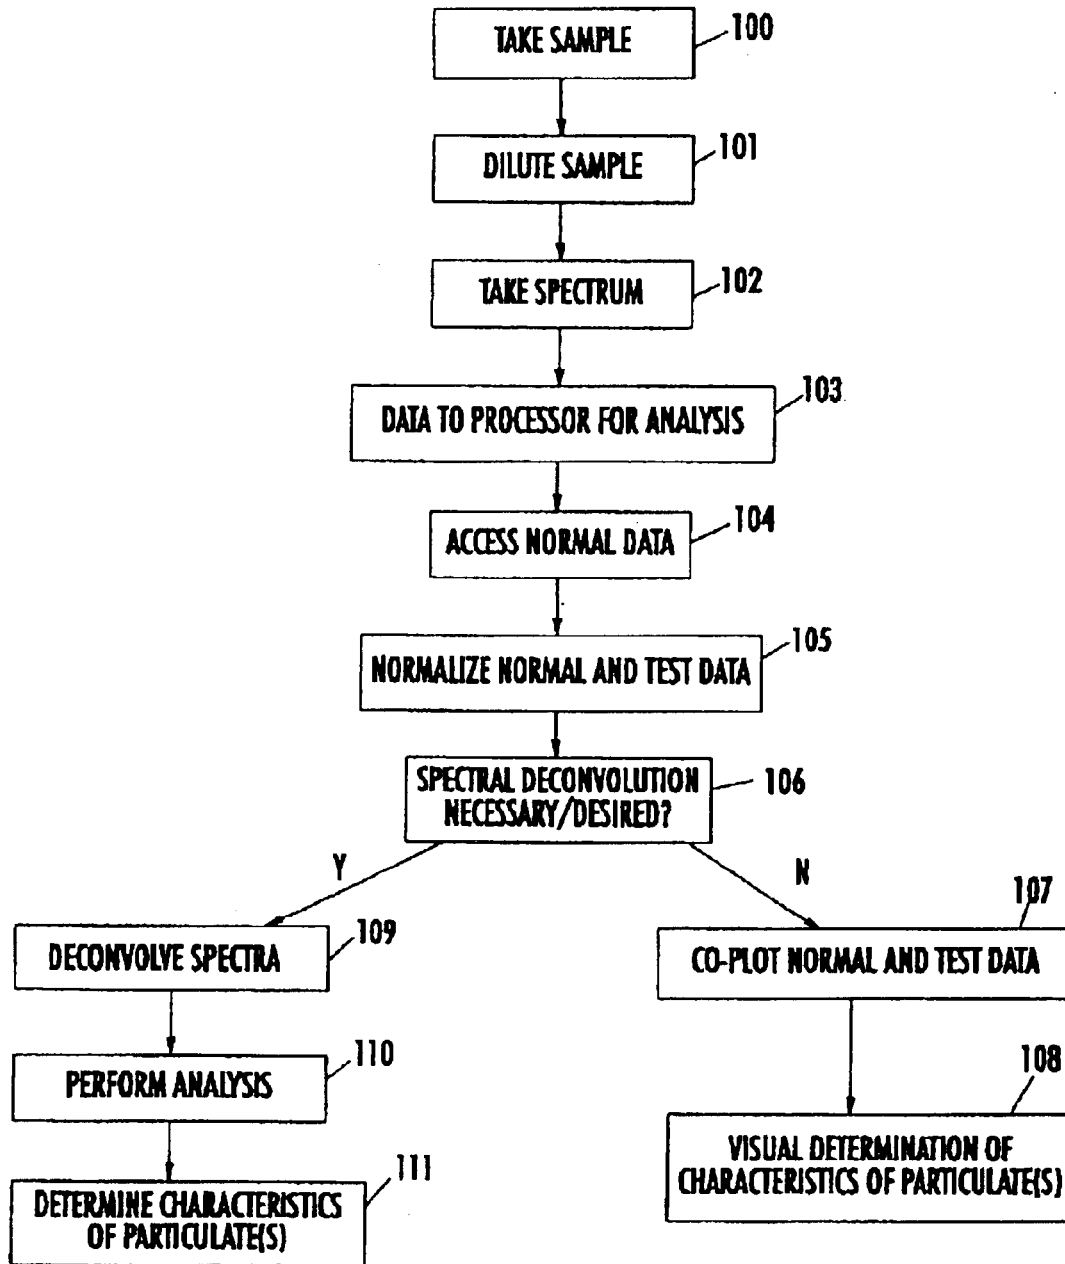 TAKE SAMPLE
100
DILUTE SAMPLE
101
TAKE SPECTRUM
102
DATA TO PROCESSOR FOR ANALYSIS
103
ACCESS NORMAL DATA
104
NORMALIZE NORMAL AND TEST DATA
105
SPECTRAL DECONVOLUTION
NECESSARY/DESIRED?
106
Y
N
DECONVOLVE SPECTRA
109
CO-PLOT NORMAL AND TEST DATA
107
PERFORM ANALYSIS
110
VISUAL DETERMINATION OF
CHARACTERISTICS OF PARTICULATE(S)
108
DETERMINE CHARACTERISTICS
OF PARTICULATE(S)
111